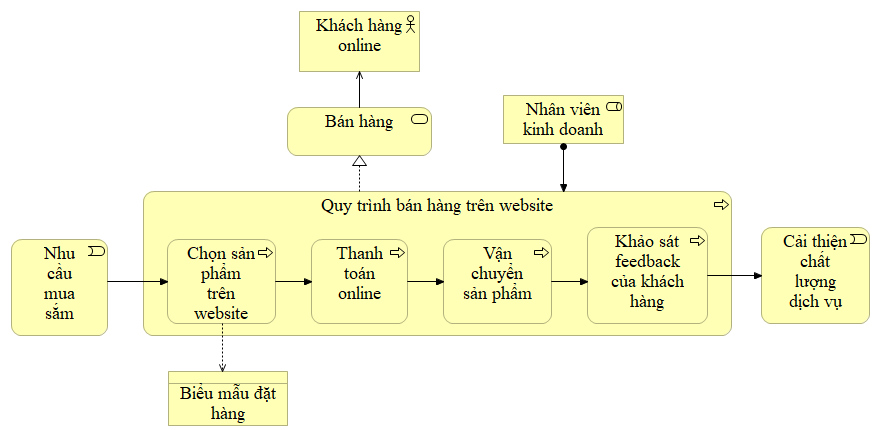 Khách hàng
online
Bán hàng
Nhân viên
kinh doanh
Quy trình bán hàng trên website
Nhu
cầu
mua
sắm
Chọn sản
phẩm
trên
website
Thanh
toán
online
Vận
chuyển
sản phẩm
Khảo sát
feedback
của khách
hàng
Cải thiện
chất
lượng
dịch vụ
Biểu mẫu đặt
hàng